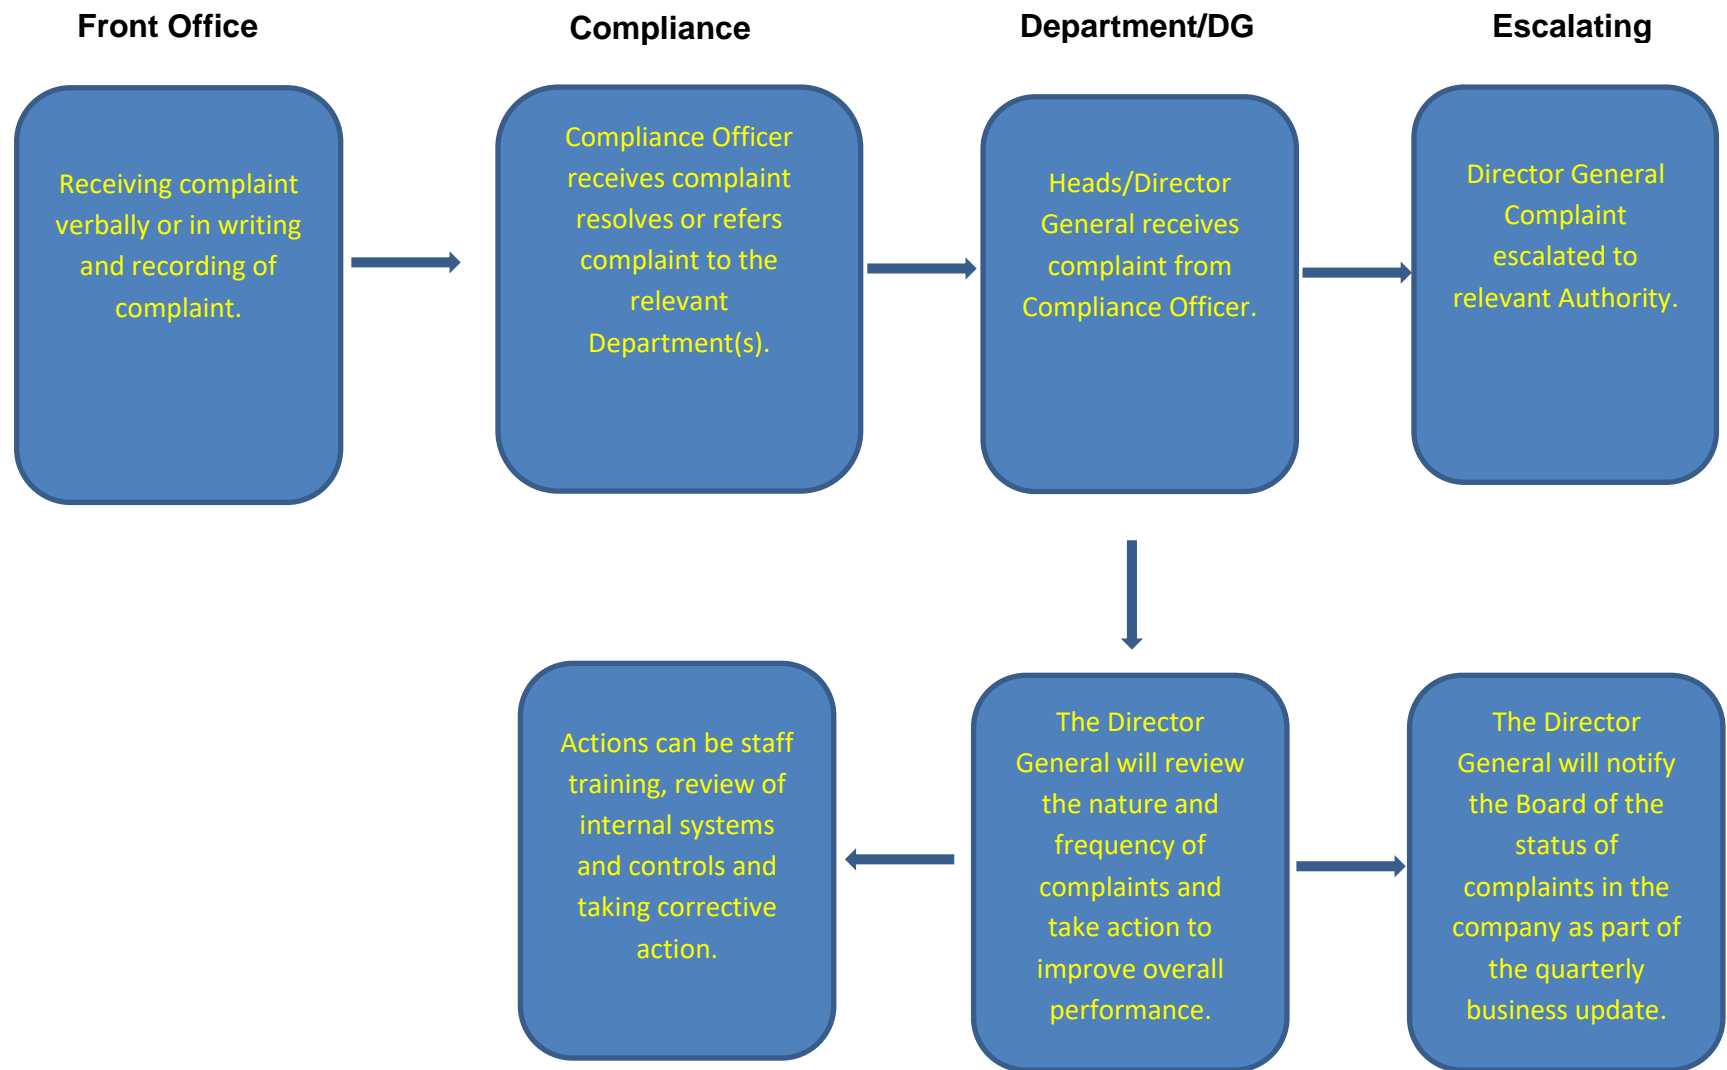 Front Office
Compliance
Department/DG
Escalating
Receiving complaint
verbally or in writing
and recording of
complaint.
Compliance Officer
receives complaint
resolves or refers
complaint to the
relevant
Department(s).
Heads/Director
General receives
complaint from
Compliance Officer.
Director General
Complaint
escalated to
relevant Authority.
Actions can be staff
training, review of
internal systems
and controls and
taking corrective
action.
The Director
General will review
the nature and
frequency of
complaints and
take action to
improve overall
performance.
The Director
General will notify
the Board of the
status of
complaints in the
company as part of
the quarterly
business update.